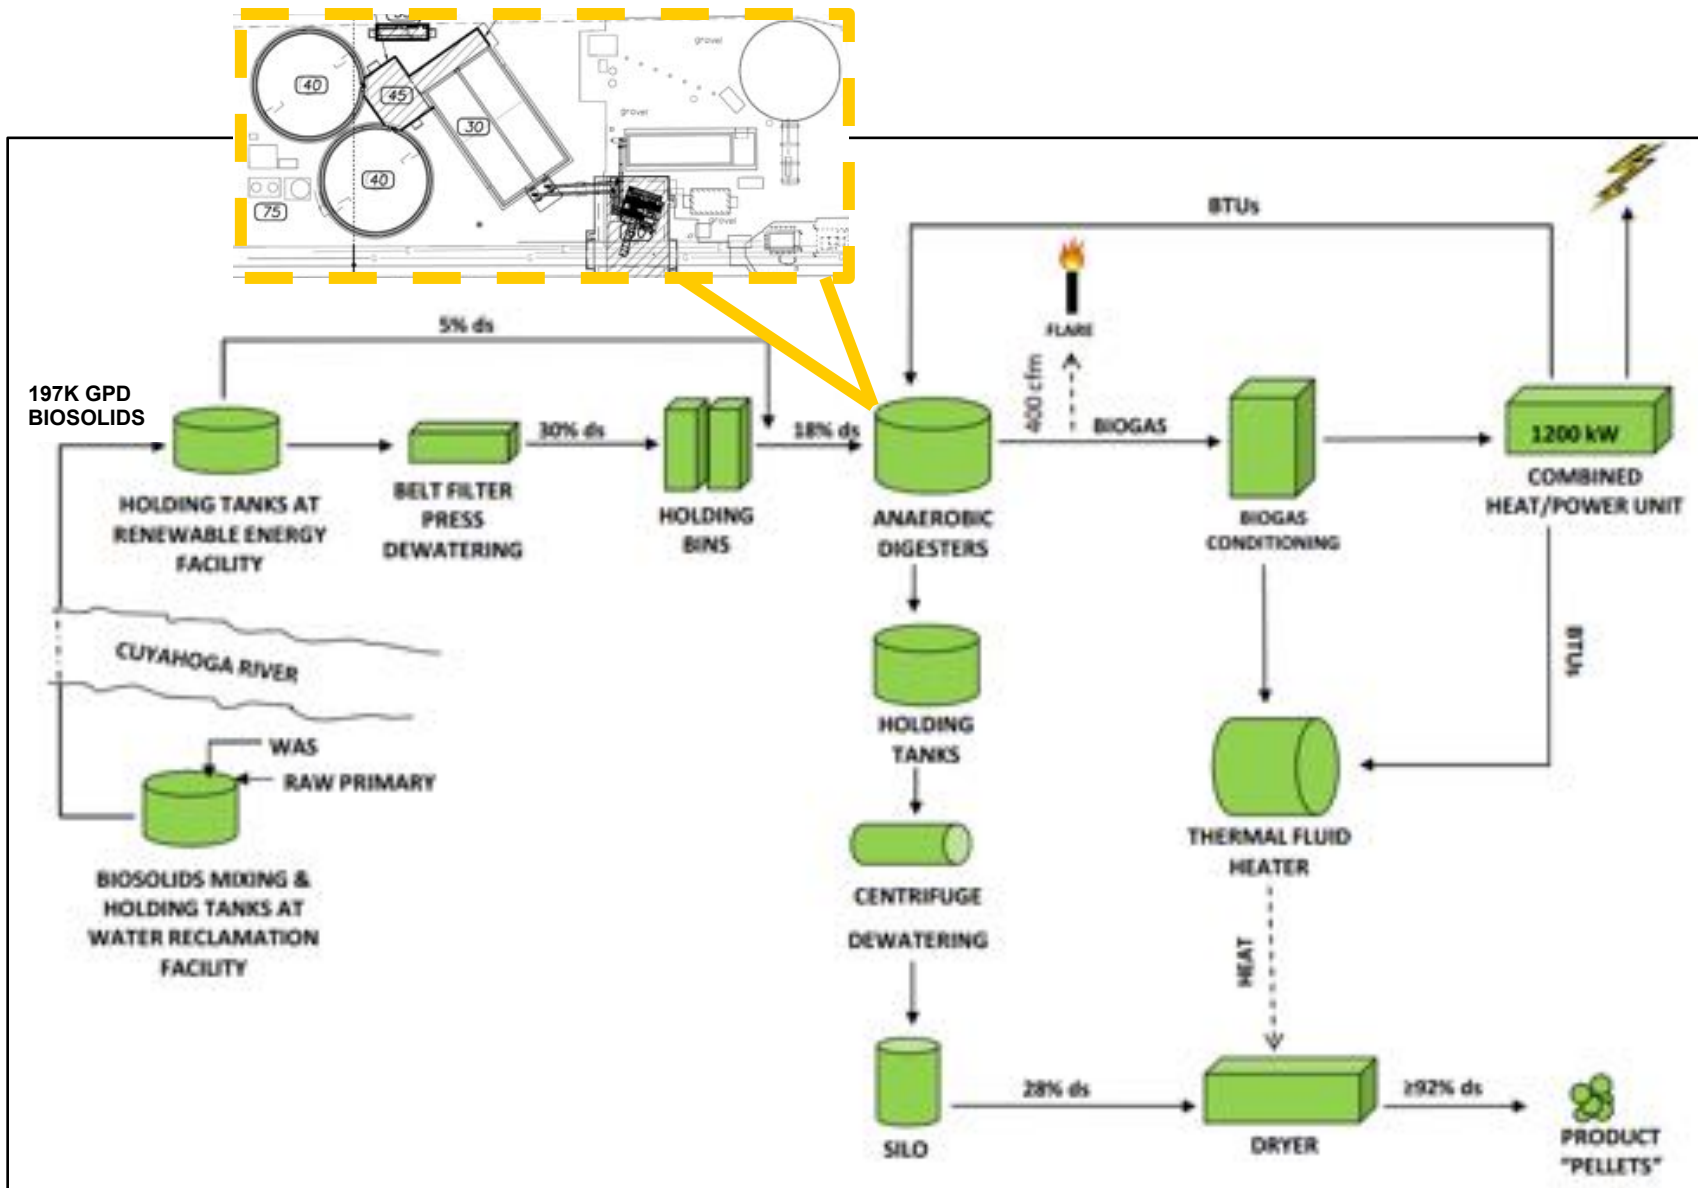 40
45
30
40
75
gravel
gravel
gravel
BTUs
FLARE
400 cfm
5% ds
197K GPD
BIOSOLIDS
30% ds
18% ds
BIOGAS
1200 kW
HOLDING TANKS AT
RENEWABLE ENERGY
FACILITY
BELT FILTER
PRESS
DEWATERING
HOLDING
BINS
ANAEROBIC
DIGESTERS
BIOGAS
CONDITIONING
COMBINED
HEAT/POWER UNIT
BTUs
CUYAHOGA RIVER
WAS
RAW PRIMARY
BIOSOLIDS MIXING &
HOLDING TANKS AT
WATER RECLAMATION
FACILITY
HOLDING
TANKS
CENTRIFUGE
DEWATERING
THERMAL FLUID
HEATER
HEAT
SILO
28% ds
DRYER
≥92% ds
PRODUCT
"PELLETS"